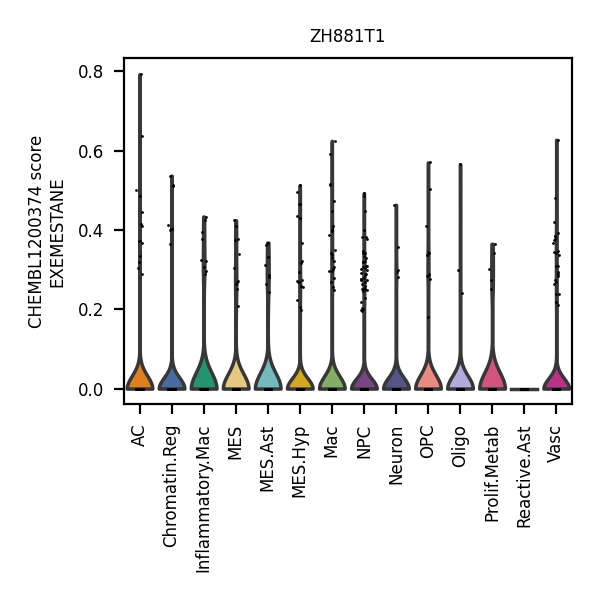 ZH881T1
CHEMBL1200374 score
EXEMESTANE
0.8
0.6
0.4
0.2
0.0
AC
Chromatin.Reg
Inflammatory.Mac
MES
MES.Ast
MES.Hyp
Mac
NPC
Neuron
OPC
Oligo
Prolif.Metab
Reactive.Ast
Vasc